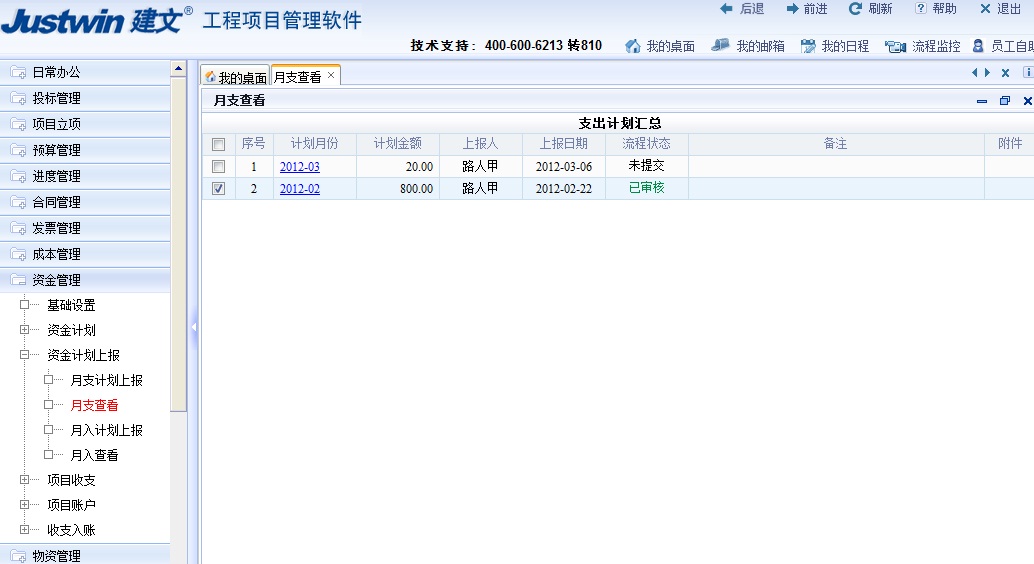 Justwin 建文® 工程项目管理软件
后退 前进 刷新 帮助 退出
技术支持: 400-600-6213 转810 我的桌面 我的邮箱 我的日程 流程监控 员工自助
日常办公
投标管理
项目立项
预算管理
进度管理
合同管理
发票管理
成本管理
资金管理
基础设置
资金计划
资金计划上报
月支计划上报
月支查看
月入计划上报
月入查看
项目收支
项目账户
收支入账
物资管理
我的桌面 月支查看
月支查看
支出计划汇总
序号 计划月份 计划金额 上报人 上报日期 流程状态 备注 附件
1 2012-03 20.00 路人甲 2012-03-06 未提交
2 2012-02 800.00 路人甲 2012-02-22 已审核